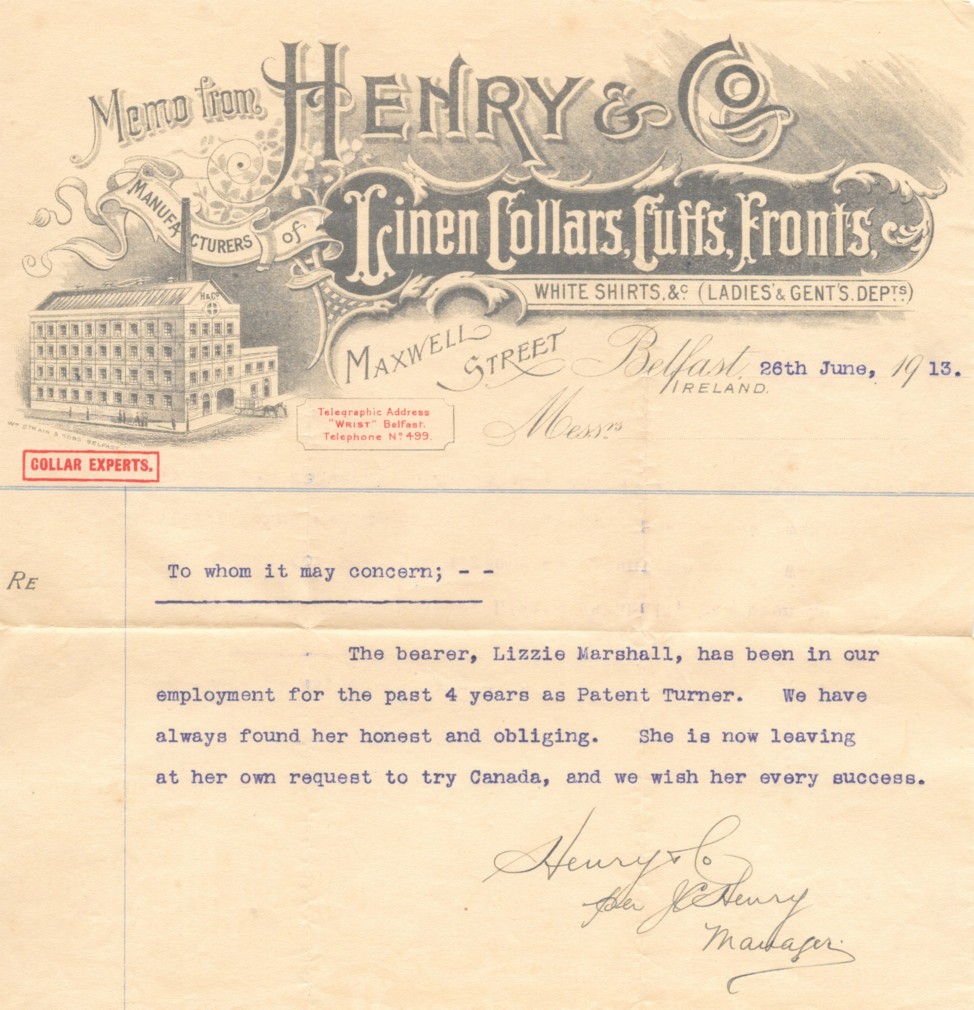 Memo from HENRY & Co
MANUFACTURERS of Linen Collars, Cuffs, Fronts,
WHITE SHIRTS, &c (LADIES' & GENT'S. DEPTS)
H & Co
MAXWELL STREET Belfast, 26th June, 1913.
IRELAND.
Telegraphic Address
"WRIST" Belfast.
Telephone No 499.
Messrs
BELFAST
COLLAR EXPERTS.
RE
To whom it may concern; - -
The bearer, Lizzie Marshall, has been in our
employment for the past 4 years as Patent Turner. We have
always found her honest and obliging. She is now leaving
at her own request to try Canada, and we wish her every success.
Henry & Co
per JC Henry
Manager.